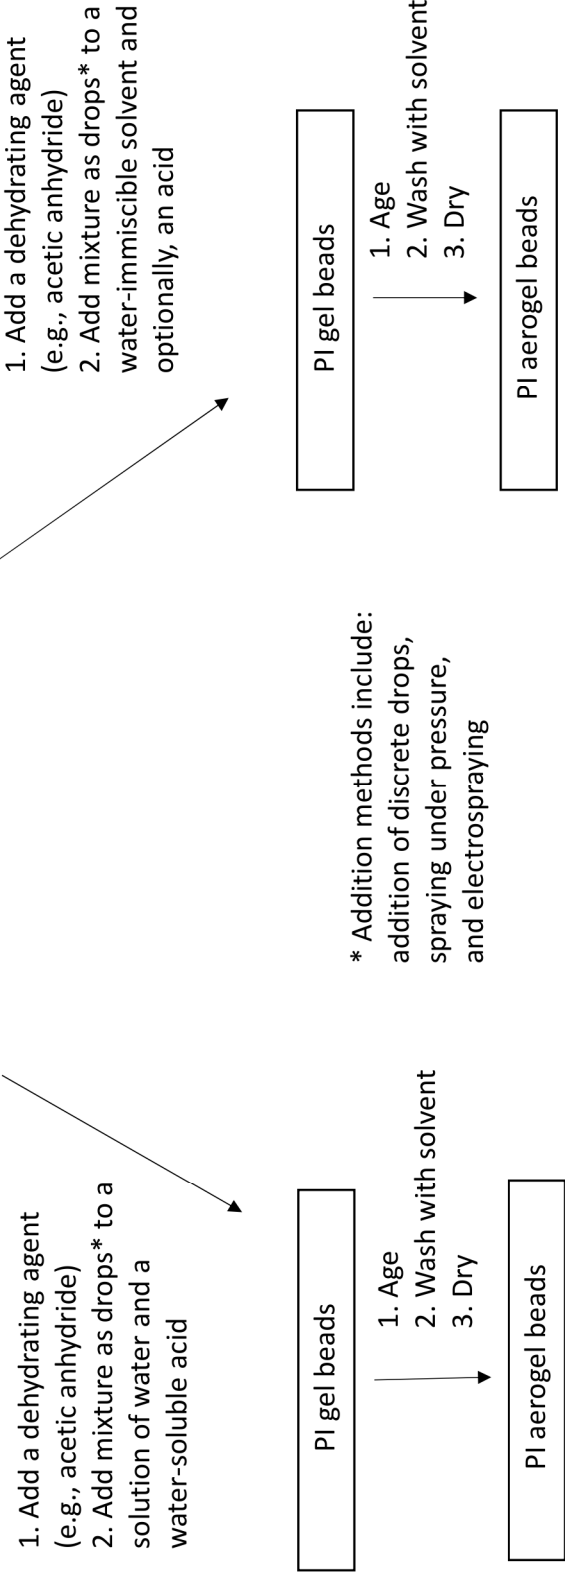 1. Add a dehydrating agent
(e.g., acetic anhydride)
2. Add mixture as drops* to a
solution of water and a
water-soluble acid
PI gel beads
1. Age
2. Wash with solvent
3. Dry
PI aerogel beads
* Addition methods include:
addition of discrete drops,
spraying under pressure,
and electrospraying
1. Add a dehydrating agent
(e.g., acetic anhydride)
2. Add mixture as drops* to a
water-immiscible solvent and
optionally, an acid
PI gel beads
1. Age
2. Wash with solvent
3. Dry
PI aerogel beads